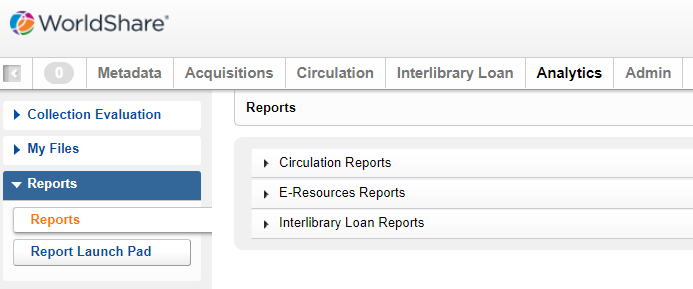 WorldShare®
0
Metadata
Acquisitions
Circulation
Interlibrary Loan
Analytics
Admin
Collection Evaluation
My Files
Reports
Reports
Report Launch Pad
Reports
Circulation Reports
E-Resources Reports
Interlibrary Loan Reports